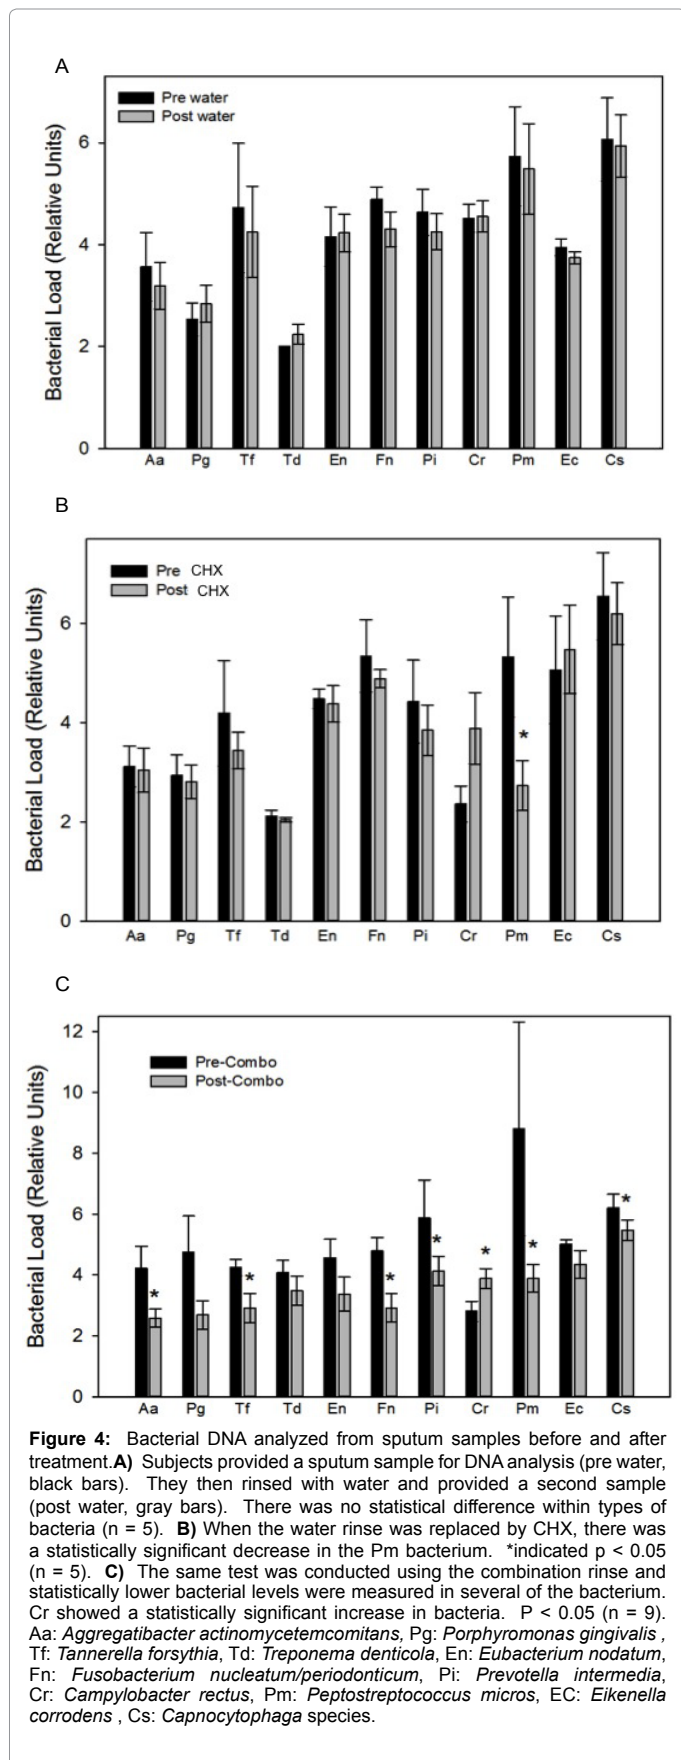 A
Bacterial Load (Relative Units)
Pre water
Post water
6
4
2
0
Aa Pg Tf Td En Fn Pi Cr Pm Ec Cs
B
Bacterial Load (Relative Units)
Pre CHX
Post CHX
6
4
2
0
*
Aa Pg Tf Td En Fn Pi Cr Pm Ec Cs
C
Bacterial Load (Relative Units)
Pre-Combo
Post-Combo
12
10
8
6
4
2
0
* * * * * * *
Aa Pg Tf Td En Fn Pi Cr Pm Ec Cs
Figure 4: Bacterial DNA analyzed from sputum samples before and after
treatment.A) Subjects provided a sputum sample for DNA analysis (pre water,
black bars). They then rinsed with water and provided a second sample
(post water, gray bars). There was no statistical difference within types of
bacteria (n = 5). B) When the water rinse was replaced by CHX, there was
a statistically significant decrease in the Pm bacterium. *indicated p < 0.05
(n = 5). C) The same test was conducted using the combination rinse and
statistically lower bacterial levels were measured in several of the bacterium.
Cr showed a statistically significant increase in bacteria. P < 0.05 (n = 9).
Aa: Aggregatibacter actinomycetemcomitans, Pg: Porphyromonas gingivalis ,
Tf: Tannerella forsythia, Td: Treponema denticola, En: Eubacterium nodatum,
Fn: Fusobacterium nucleatum/periodonticum, Pi: Prevotella intermedia,
Cr: Campylobacter rectus, Pm: Peptostreptococcus micros, EC: Eikenella
corrodens , Cs: Capnocytophaga species.